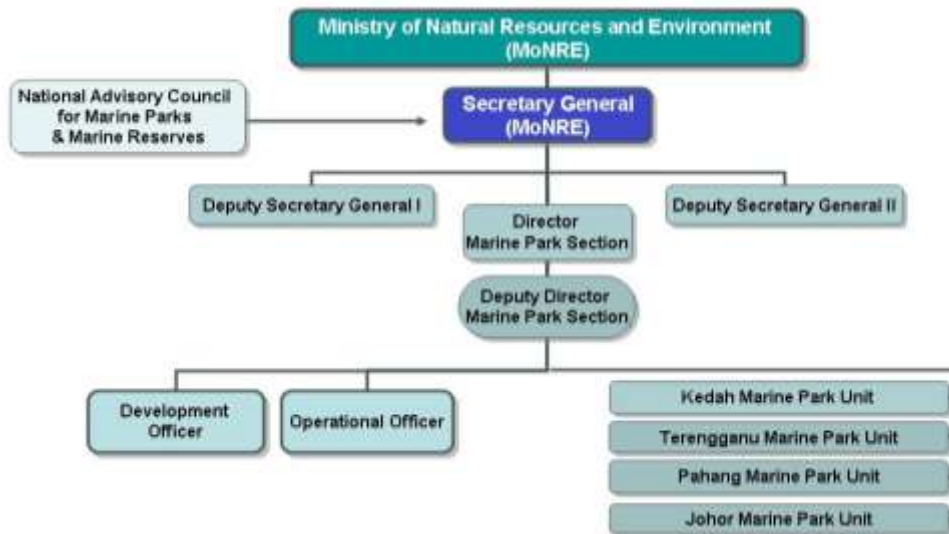 Ministry of Natural Resources and Environment
(MoNRE)
National Advisory Council
for Marine Parks
& Marine Reserves
Secretary General
(MoNRE)
Deputy Secretary General I
Deputy Secretary General II
Director
Marine Park Section
Deputy Director
Marine Park Section
Development
Officer
Operational Officer
Kedah Marine Park Unit
Terengganu Marine Park Unit
Pahang Marine Park Unit
Johor Marine Park Unit